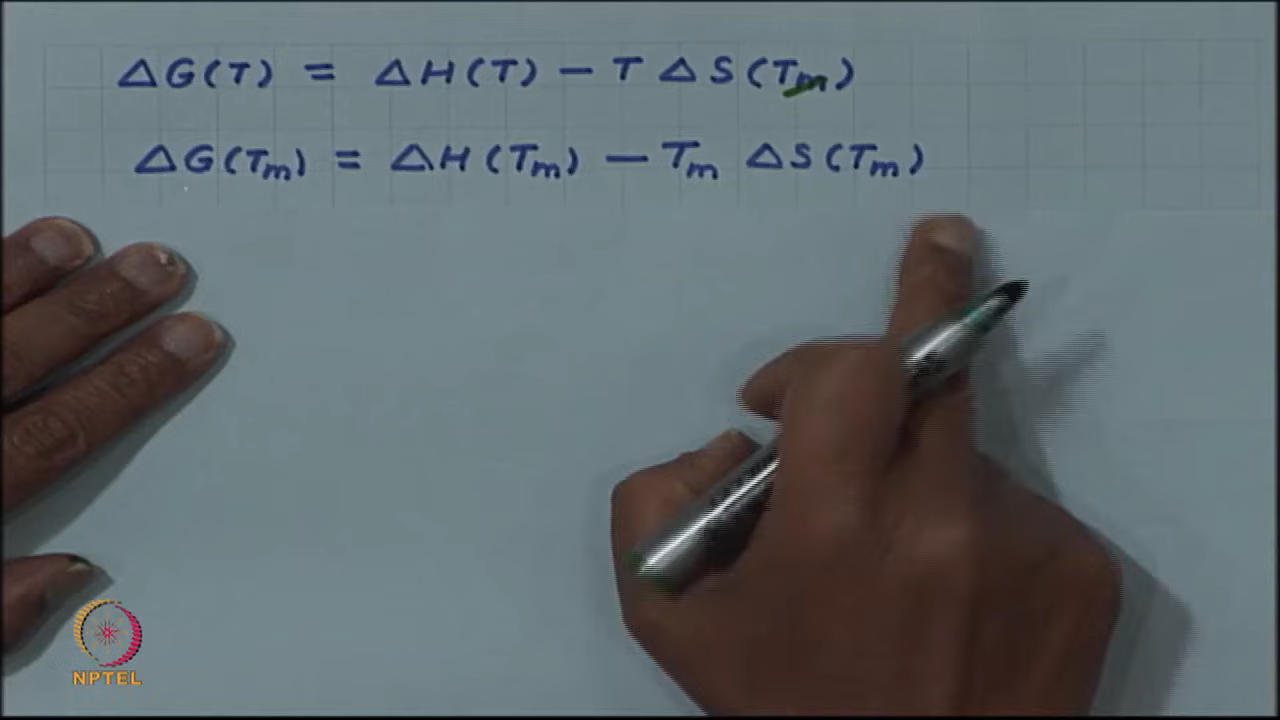 ΔG(T) = ΔH(T) − T ΔS(Tm)
ΔG(Tm) = ΔH(Tm) − Tm ΔS(Tm)
NPTEL